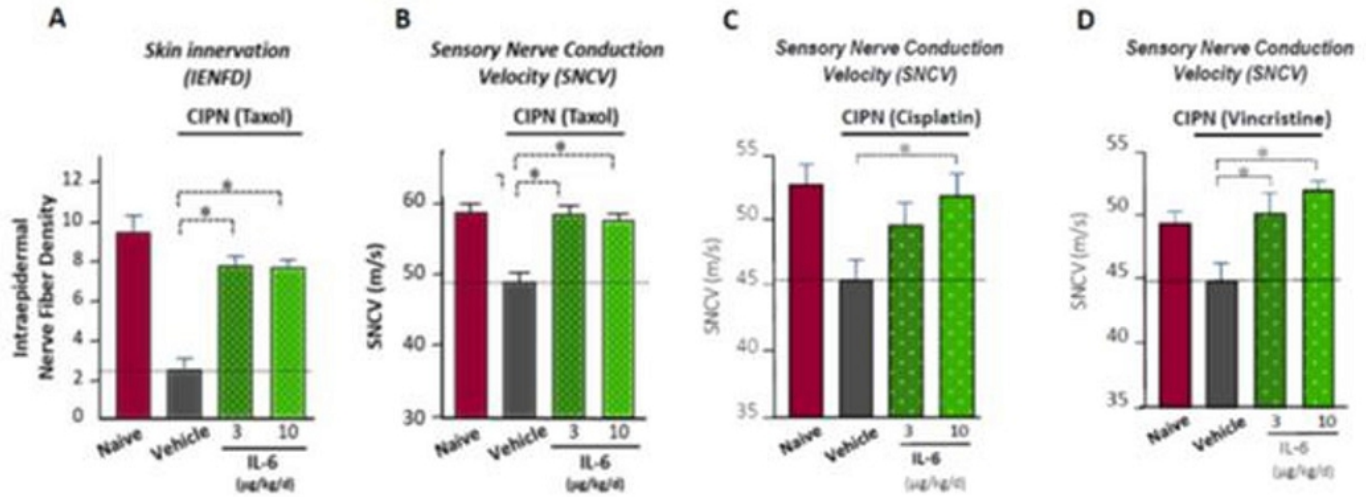 A
Skin innervation
(IENFD)
CIPN (Taxol)
Intraepidermal
Nerve Fiber Density
12
10
8
6
4
2
0
Naive
Vehicle
3
10
IL-6
(µg/kg/d)
*
*
B
Sensory Nerve Conduction
Velocity (SNCV)
CIPN (Taxol)
SNCV (m/s)
60
50
40
30
Naive
Vehicle
3
10
IL-6
(µg/kg/d)
*
*
C
Sensory Nerve Conduction
Velocity (SNCV)
CIPN (Cisplatin)
SNCV (m/s)
55
50
45
40
35
Naive
Vehicle
3
10
IL-6
(µg/kg/d)
*
D
Sensory Nerve Conduction
Velocity (SNCV)
CIPN (Vincristine)
SNCV (m/s)
55
50
45
40
35
Naive
Vehicle
3
10
IL-6
(µg/kg/d)
*
*